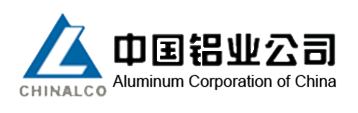 CHINALCO
中国铝业公司
Aluminum Corporation of China